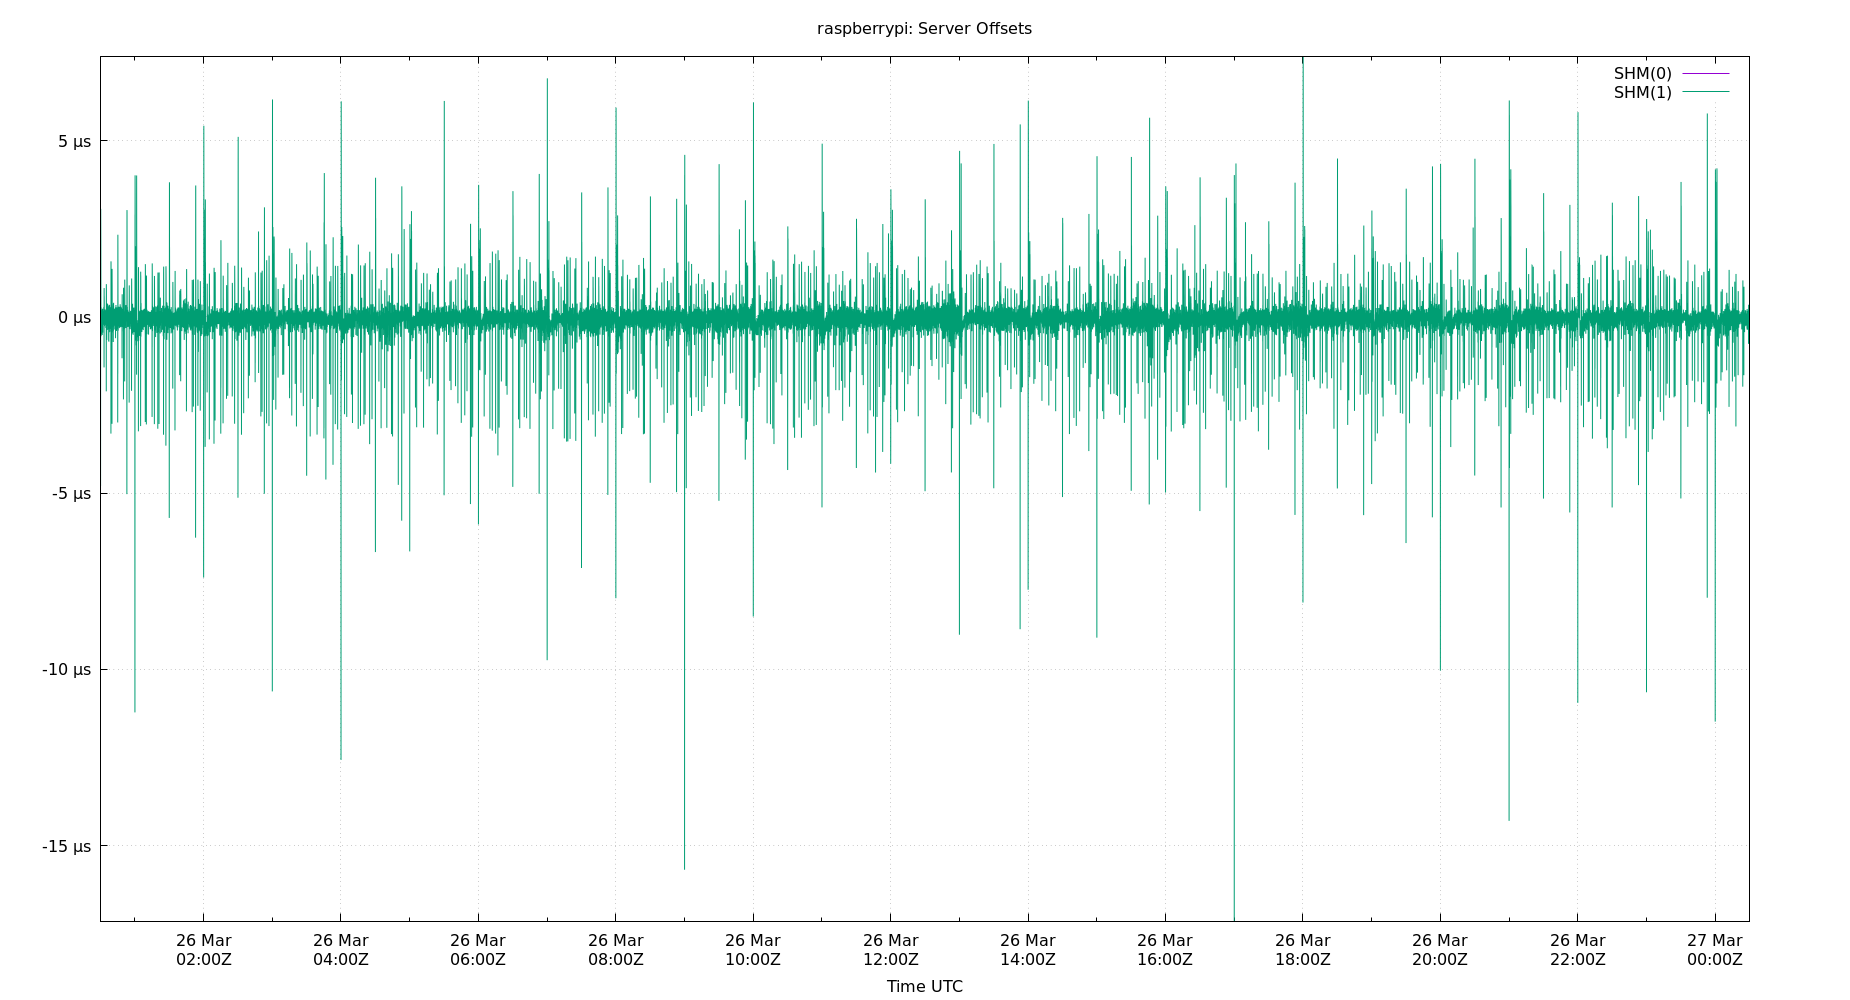 raspberrypi: Server Offsets
SHM(0)
SHM(1)
5 µs
0 µs
-5 µs
-10 µs
-15 µs
26 Mar 26 Mar 26 Mar 26 Mar 26 Mar 26 Mar 26 Mar 26 Mar 26 Mar 26 Mar 26 Mar 27 Mar
02:00Z 04:00Z 06:00Z 08:00Z 10:00Z 12:00Z 14:00Z 16:00Z 18:00Z 20:00Z 22:00Z 00:00Z
Time UTC